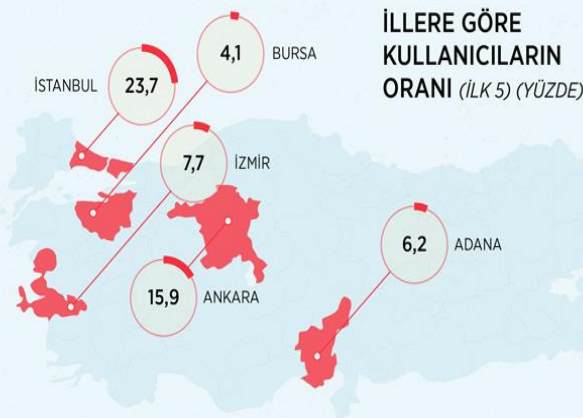 İLLERE GÖRE
KULLANICILARIN
ORANI (İLK 5) (YÜZDE)
4,1 BURSA
İSTANBUL 23,7
7,7 İZMİR
6,2 ADANA
15,9 ANKARA